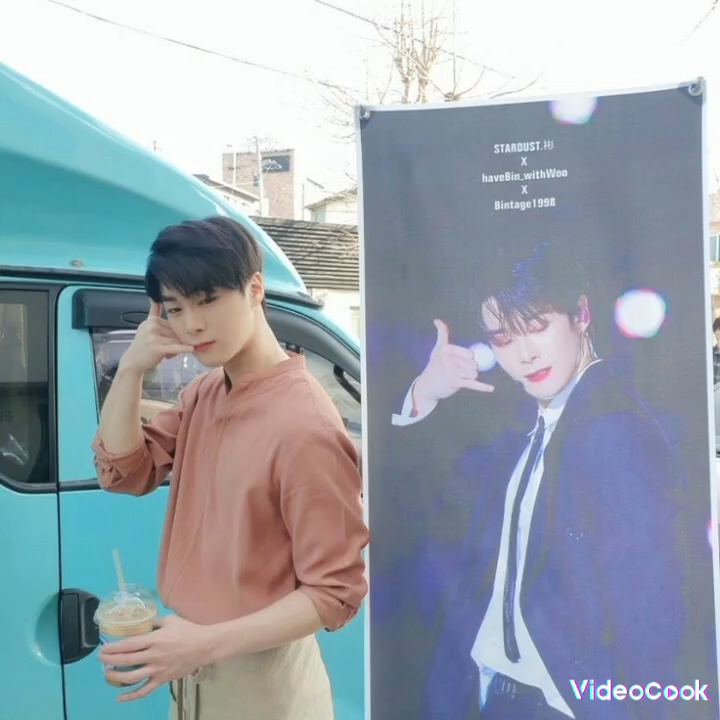 STARDUST.彬
X
haveBin_withWoo
X
Bintage1998
VideoCook